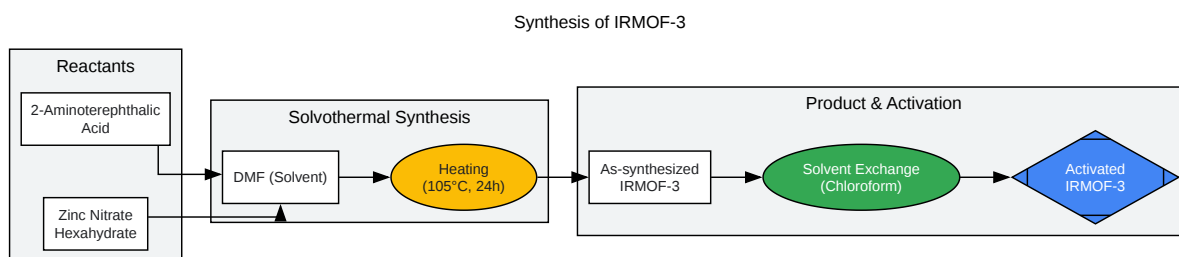 Synthesis of IRMOF-3
Reactants
2-Aminoterephthalic
Acid
Zinc Nitrate
Hexahydrate
Solvothermal Synthesis
DMF (Solvent)
Heating
(105°C, 24h)
Product & Activation
As-synthesized
IRMOF-3
Solvent Exchange
(Chloroform)
Activated
IRMOF-3